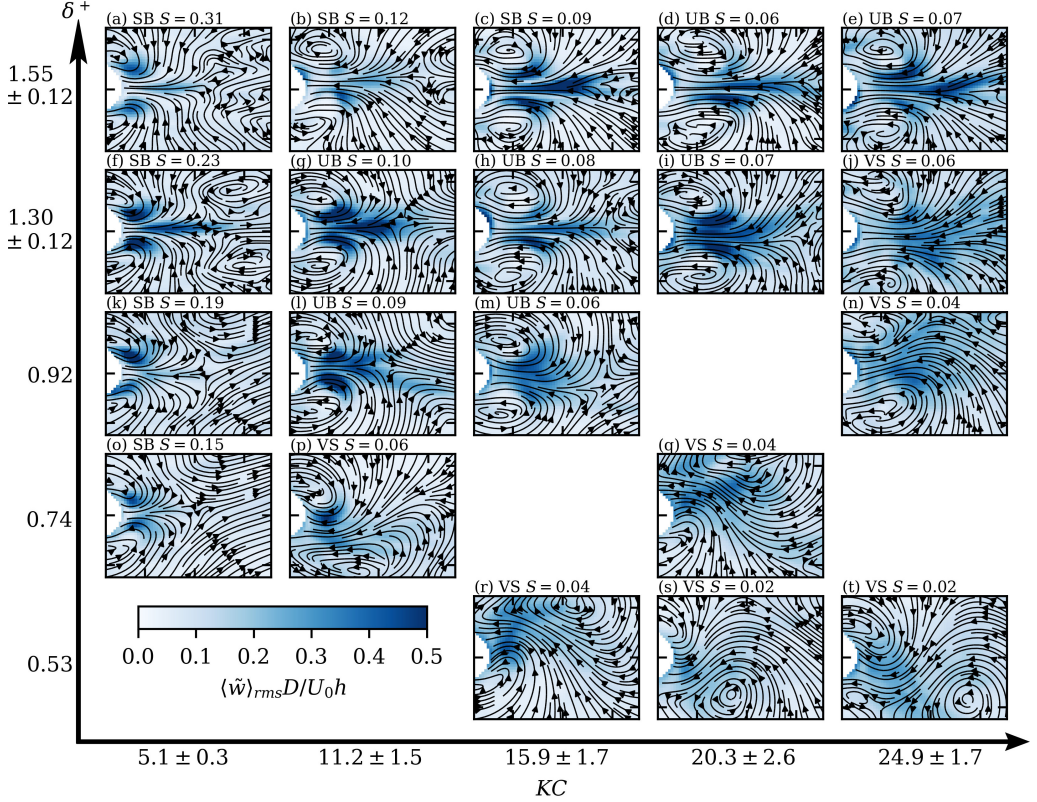 δ⁺
(a) SB S = 0.31
(b) SB S = 0.12
(c) SB S = 0.09
(d) UB S = 0.06
(e) UB S = 0.07
1.55
± 0.12
(f) SB S = 0.23
(g) UB S = 0.10
(h) UB S = 0.08
(i) UB S = 0.07
(j) VS S = 0.06
1.30
± 0.12
(k) SB S = 0.19
(l) UB S = 0.09
(m) UB S = 0.06
(n) VS S = 0.04
0.92
(o) SB S = 0.15
(p) VS S = 0.06
(q) VS S = 0.04
0.74
(r) VS S = 0.04
(s) VS S = 0.02
(t) VS S = 0.02
0.53
0.0 0.1 0.2 0.3 0.4 0.5
⟨w̃⟩rmsD/U₀h
5.1 ± 0.3
11.2 ± 1.5
15.9 ± 1.7
20.3 ± 2.6
24.9 ± 1.7
KC